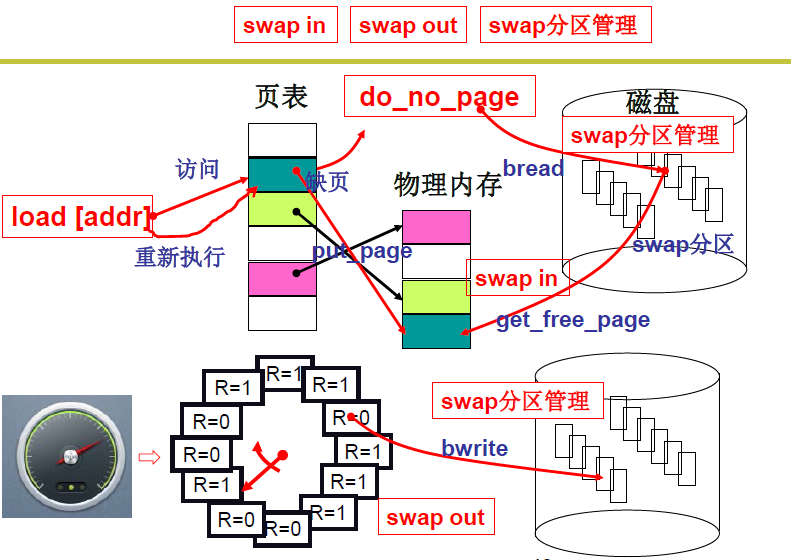 swap in
swap out
swap分区管理
页表
do_no_page
磁盘
swap分区管理
访问
缺页
bread
物理内存
load [addr]
swap分区
重新执行
put_page
swap in
get_free_page
R=1
R=1
R=1
R=0
R=0
R=0
R=1
R=1
R=1
R=0
R=0
R=1
swap分区管理
bwrite
swap out